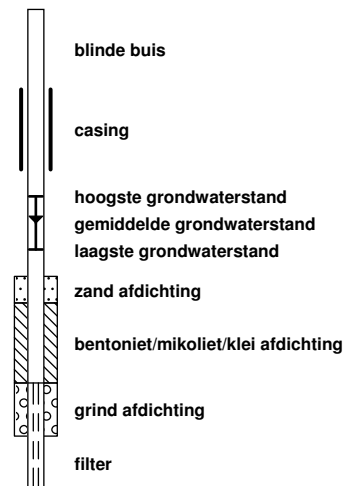 blinde buis
casing
hoogste grondwaterstand
gemiddelde grondwaterstand
laagste grondwaterstand
zand afdichting
bentoniet/mikoliet/klei afdichting
grind afdichting
filter